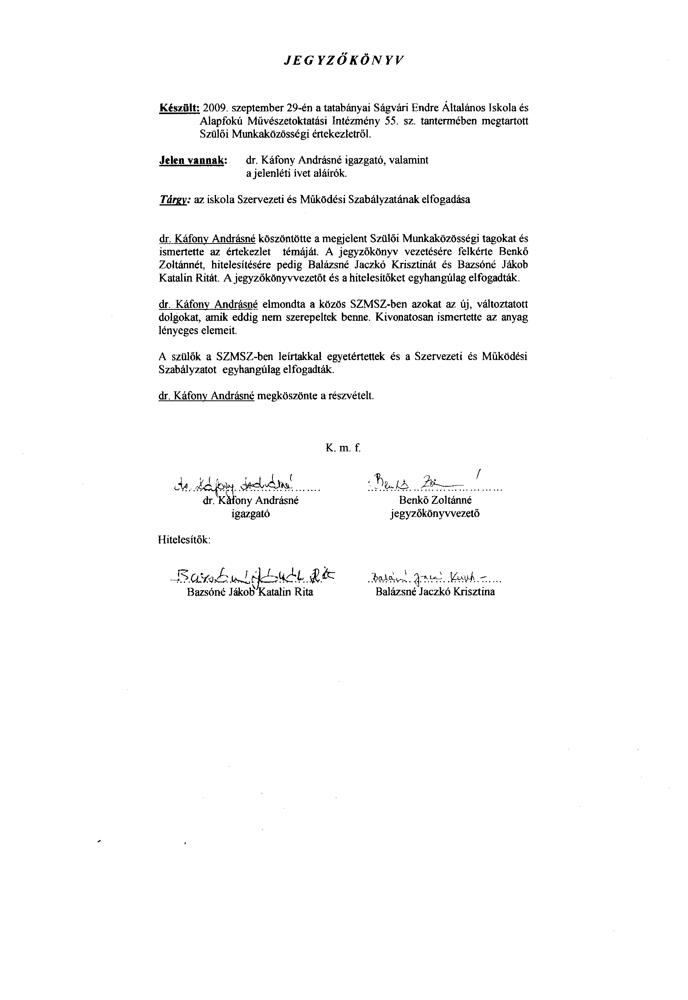 JEGYZŐKÖNYV
Készült: 2009. szeptember 29-én a tatabányai Ságvári Endre Általános Iskola és
Alapfokú Művészetoktatási Intézmény 55. sz. tantermében megtartott
Szülői Munkaközösségi értekezletről.
Jelen vannak: dr. Káfony Andrásné igazgató, valamint
a jelenléti ívet aláírók.
Tárgy: az iskola Szervezeti és Működési Szabályzatának elfogadása
dr. Káfony Andrásné köszöntötte a megjelent Szülői Munkaközösségi tagokat és
ismertette az értekezlet témáját. A jegyzőkönyv vezetésére felkérte Benkő
Zoltánnét, hitelesítésére pedig Balázsné Jaczkó Krisztinát és Bazsóné Jákob
Katalin Ritát. A jegyzőkönyvvezetőt és a hitelesítőket egyhangúlag elfogadták.
dr. Káfony Andrásné elmondta a közös SZMSZ-ben azokat az új, változtatott
dolgokat, amik eddig nem szerepeltek benne. Kivonatosan ismertette az anyag
lényeges elemeit.
A szülők a SZMSZ-ben leírtakkal egyetértettek és a Szervezeti és Működési
Szabályzatot egyhangúlag elfogadták.
dr. Káfony Andrásné megköszönte a részvételt.
K. m. f.
dr. Káfony Andrásné Benkő
dr. Káfony Andrásné Benkő Zoltánné
igazgató jegyzőkönyvvezető
Hitelesítők:
Bazsóné Jákob Katalin Rita Balázsné Jaczkó Krisztina